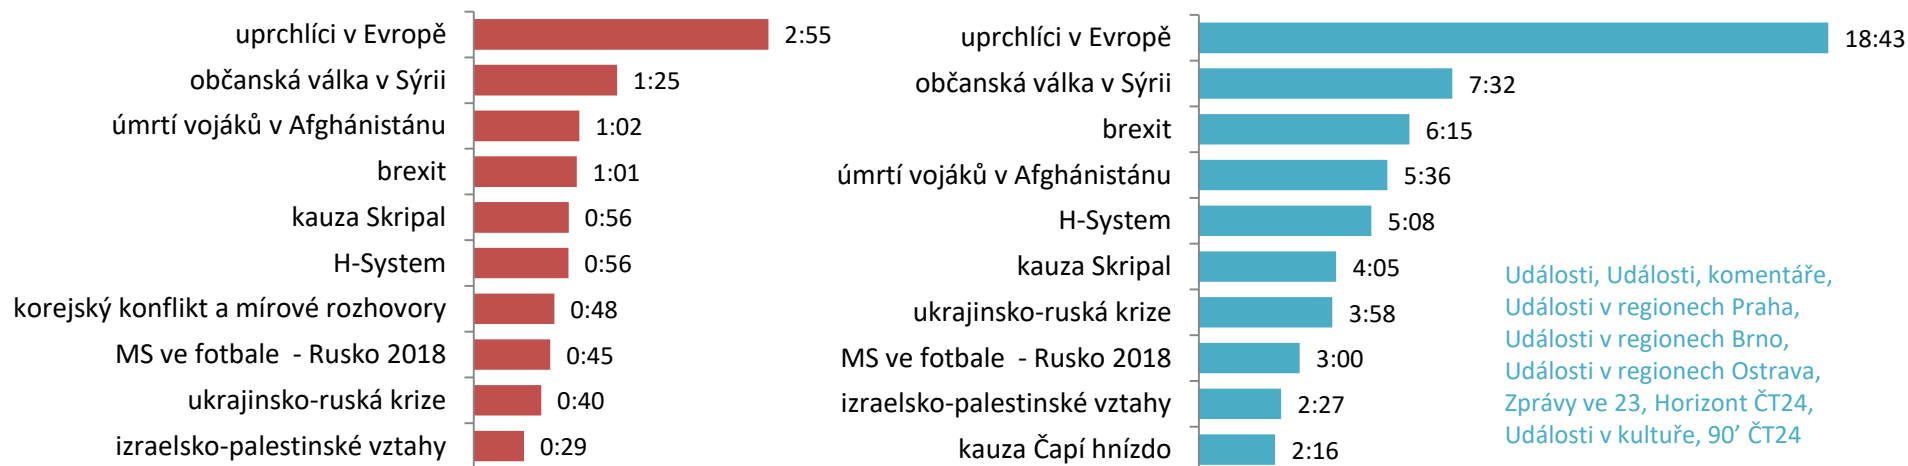 uprchlíci v Evropě 2:55
občanská válka v Sýrii 1:25
úmrtí vojáků v Afghánistánu 1:02
brexit 1:01
kauza Skripal 0:56
H-System 0:56
korejský konflikt a mírové rozhovory 0:48
MS ve fotbale - Rusko 2018 0:45
ukrajinsko-ruská krize 0:40
izraelsko-palestinské vztahy 0:29
uprchlíci v Evropě 18:43
občanská válka v Sýrii 7:32
brexit 6:15
úmrtí vojáků v Afghánistánu 5:36
H-System 5:08
kauza Skripal 4:05
ukrajinsko-ruská krize 3:58
MS ve fotbale - Rusko 2018 3:00
izraelsko-palestinské vztahy 2:27
kauza Čapí hnízdo 2:16
Události, Události, komentáře,
Události v regionech Praha,
Události v regionech Brno,
Události v regionech Ostrava,
Zprávy ve 23, Horizont ČT24,
Události v kultuře, 90’ ČT24